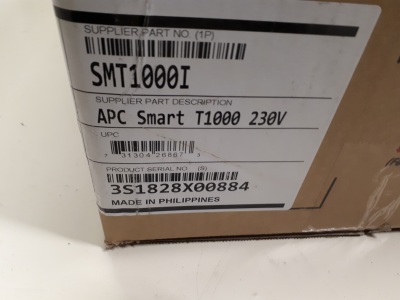 SUPPLIER PART NO. (1P)
SMT1000I
SUPPLIER PART DESCRIPTION
APC Smart T1000 230V
UPC
PRODUCT SERIAL NO. (S)
3S1828X00884
MADE IN PHILIPPINES